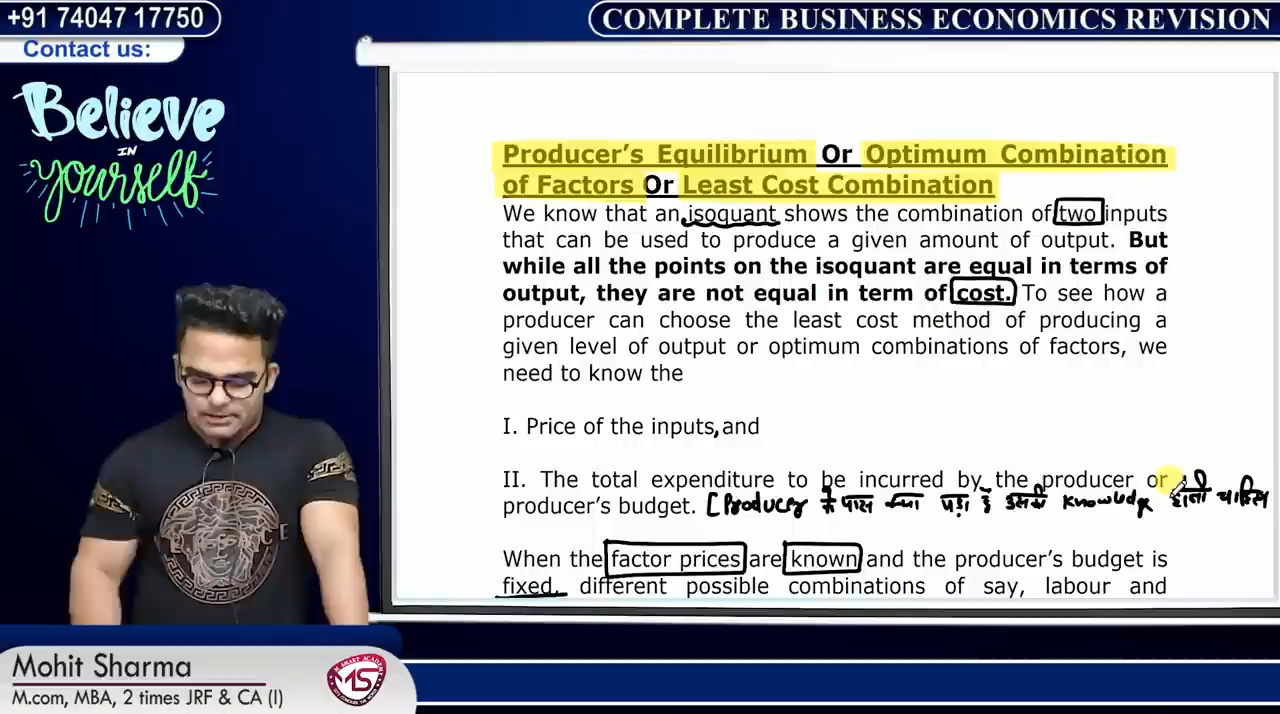 +91 74047 17750
Contact us:
COMPLETE BUSINESS ECONOMICS REVISION
Believe
IN
yourself
Producer’s Equilibrium Or Optimum Combination
of Factors Or Least Cost Combination
We know that an isoquant shows the combination of two inputs
that can be used to produce a given amount of output. But
while all the points on the isoquant are equal in terms of
output, they are not equal in term of cost. To see how a
producer can choose the least cost method of producing a
given level of output or optimum combinations of factors, we
need to know the
I. Price of the inputs, and
II. The total expenditure to be incurred by the producer or
producer’s budget. [Producer के पास क्या पड़ा है उसकी knowledge होनी चाहिए
When the factor prices are known and the producer’s budget is
fixed, different possible combinations of say, labour and
Mohit Sharma
M.com, MBA, 2 times JRF & CA (I)
MS